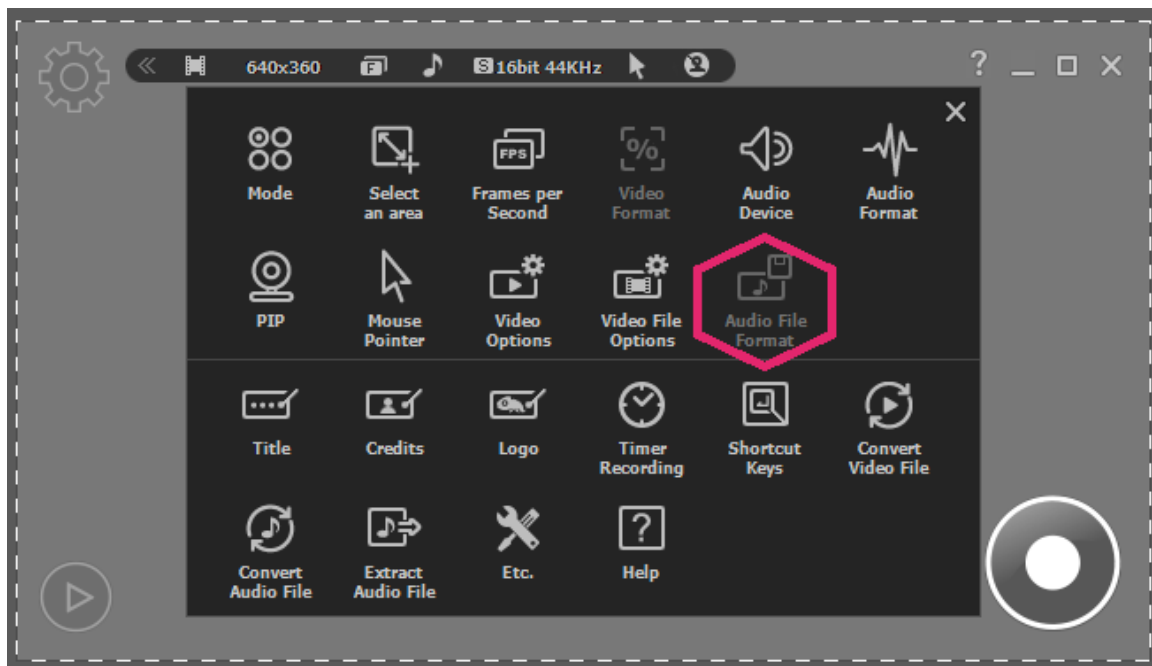 640x360 F S 16bit 44KHz ?
Mode
Select
an area
FPS
Frames per
Second
%
Video
Format
Audio
Device
Audio
Format
PIP
Mouse
Pointer
Video
Options
Video File
Options
Audio File
Format
Title
Credits
Logo
Timer
Recording
Shortcut
Keys
Convert
Video File
Convert
Audio File
Extract
Audio File
Etc.
?
Help